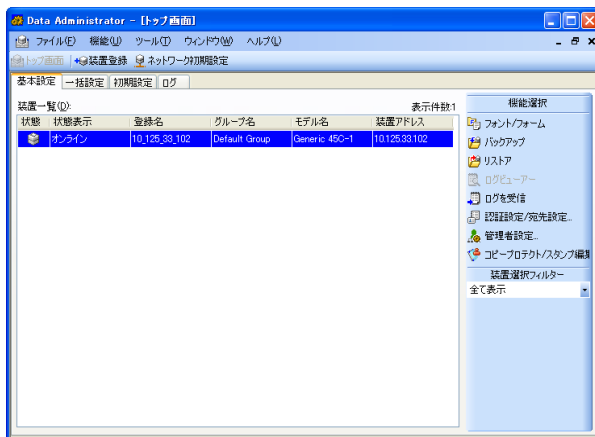 Data Administrator - [トップ画面]
ファイル(F) 機能(U) ツール(T) ウィンドウ(W) ヘルプ(L)
トップ画面 装置登録 ネットワーク初期設定
基本設定 一括設定 初期設定 ログ
装置一覧(D): 表示件数:1
状態 状態表示 登録名 グループ名 モデル名 装置アドレス
オンライン 10_125_33_102 Default Group Generic 45C-1 10.125.33.102
機能選択
フォント/フォーム
バックアップ
リストア
ログビューアー
ログを受信
認証設定/宛先設定...
管理者設定...
コピープロテクト/スタンプ編集
装置選択フィルター
全て表示